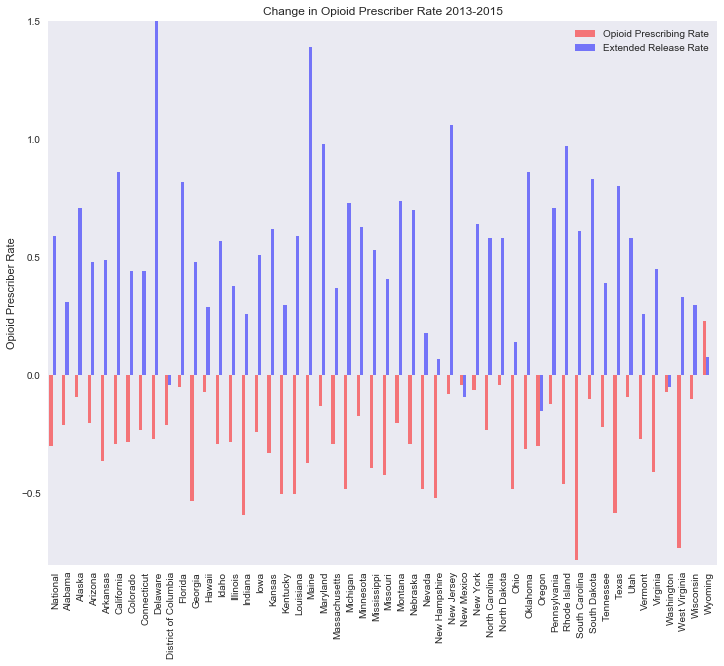 Change in Opioid Prescriber Rate 2013-2015
Opioid Prescribing Rate
Extended Release Rate
Opioid Prescriber Rate
1.5
1.0
0.5
0.0
−0.5
National
Alabama
Alaska
Arizona
Arkansas
California
Colorado
Connecticut
Delaware
District of Columbia
Florida
Georgia
Hawaii
Idaho
Illinois
Indiana
Iowa
Kansas
Kentucky
Louisiana
Maine
Maryland
Massachusetts
Michigan
Minnesota
Mississippi
Missouri
Montana
Nebraska
Nevada
New Hampshire
New Jersey
New Mexico
New York
North Carolina
North Dakota
Ohio
Oklahoma
Oregon
Pennsylvania
Rhode Island
South Carolina
South Dakota
Tennessee
Texas
Utah
Vermont
Virginia
Washington
West Virginia
Wisconsin
Wyoming